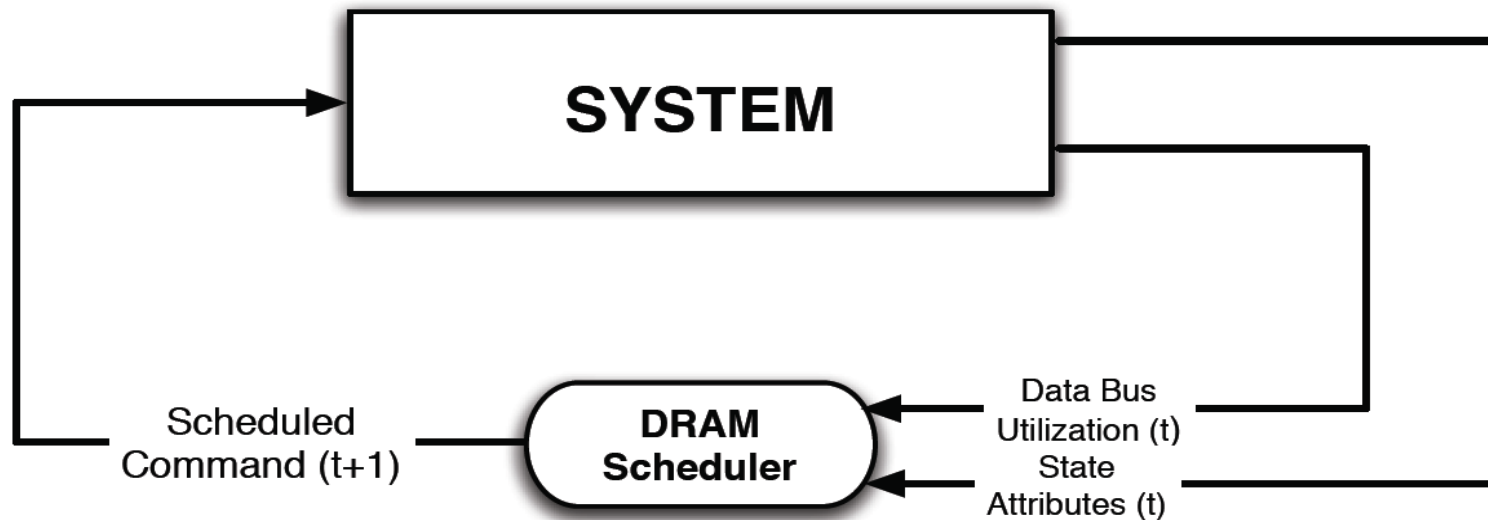 SYSTEM
Scheduled
Command (t+1)
DRAM
Scheduler
Data Bus
Utilization (t)
State
Attributes (t)